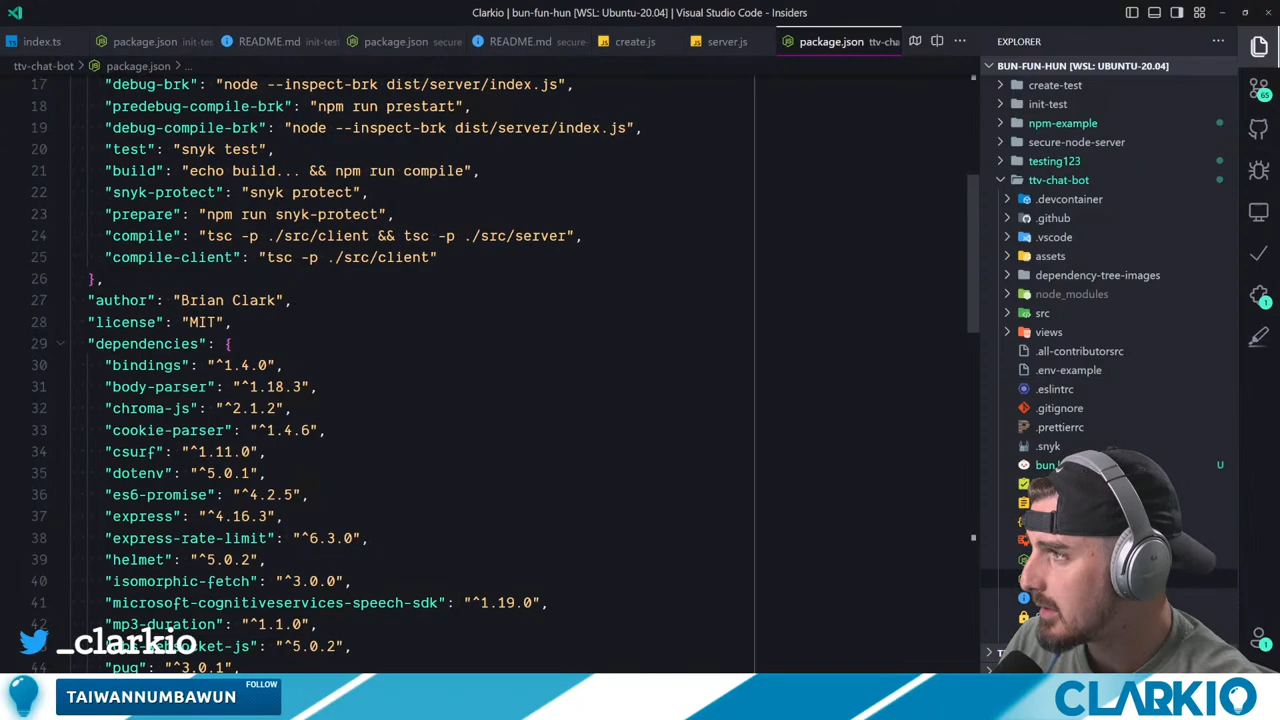 Clarkio | bun-fun-hun [WSL: Ubuntu-20.04] | Visual Studio Code - Insiders
index.ts
package.json init-tes
README.md init-test
package.json secure
README.md secure-
create.js
server.js
package.json ttv-cha
ttv-chat-bot > package.json > ...
17 "debug-brk": "node --inspect-brk dist/server/index.js",
18 "predebug-compile-brk": "npm run prestart",
19 "debug-compile-brk": "node --inspect-brk dist/server/index.js",
20 "test": "snyk test",
21 "build": "echo build... && npm run compile",
22 "snyk-protect": "snyk protect",
23 "prepare": "npm run snyk-protect",
24 "compile": "tsc -p ./src/client && tsc -p ./src/server",
25 "compile-client": "tsc -p ./src/client"
26 },
27 "author": "Brian Clark",
28 "license": "MIT",
29 "dependencies": {
30 "bindings": "^1.4.0",
31 "body-parser": "^1.18.3",
32 "chroma-js": "^2.1.2",
33 "cookie-parser": "^1.4.6",
34 "csurf": "^1.11.0",
35 "dotenv": "^5.0.1",
36 "es6-promise": "^4.2.5",
37 "express": "^4.16.3",
38 "express-rate-limit": "^6.3.0",
39 "helmet": "^5.0.2",
40 "isomorphic-fetch": "^3.0.0",
41 "microsoft-cognitiveservices-speech-sdk": "^1.19.0",
42 "mp3-duration": "^1.1.0",
"^5.0.2",
44 "pug": "^3.0.1",
EXPLORER
BUN-FUN-HUN [WSL: UBUNTU-20.04]
create-test
init-test
npm-example
secure-node-server
testing123
ttv-chat-bot
.devcontainer
.github
.vscode
assets
dependency-tree-images
node_modules
src
views
.all-contributorsrc
.env-example
.eslintrc
.gitignore
.prettierrc
.snyk
U
65
1
1
_clarkio
TAIWANNUMBAWUN
FOLLOW
CLARKIO